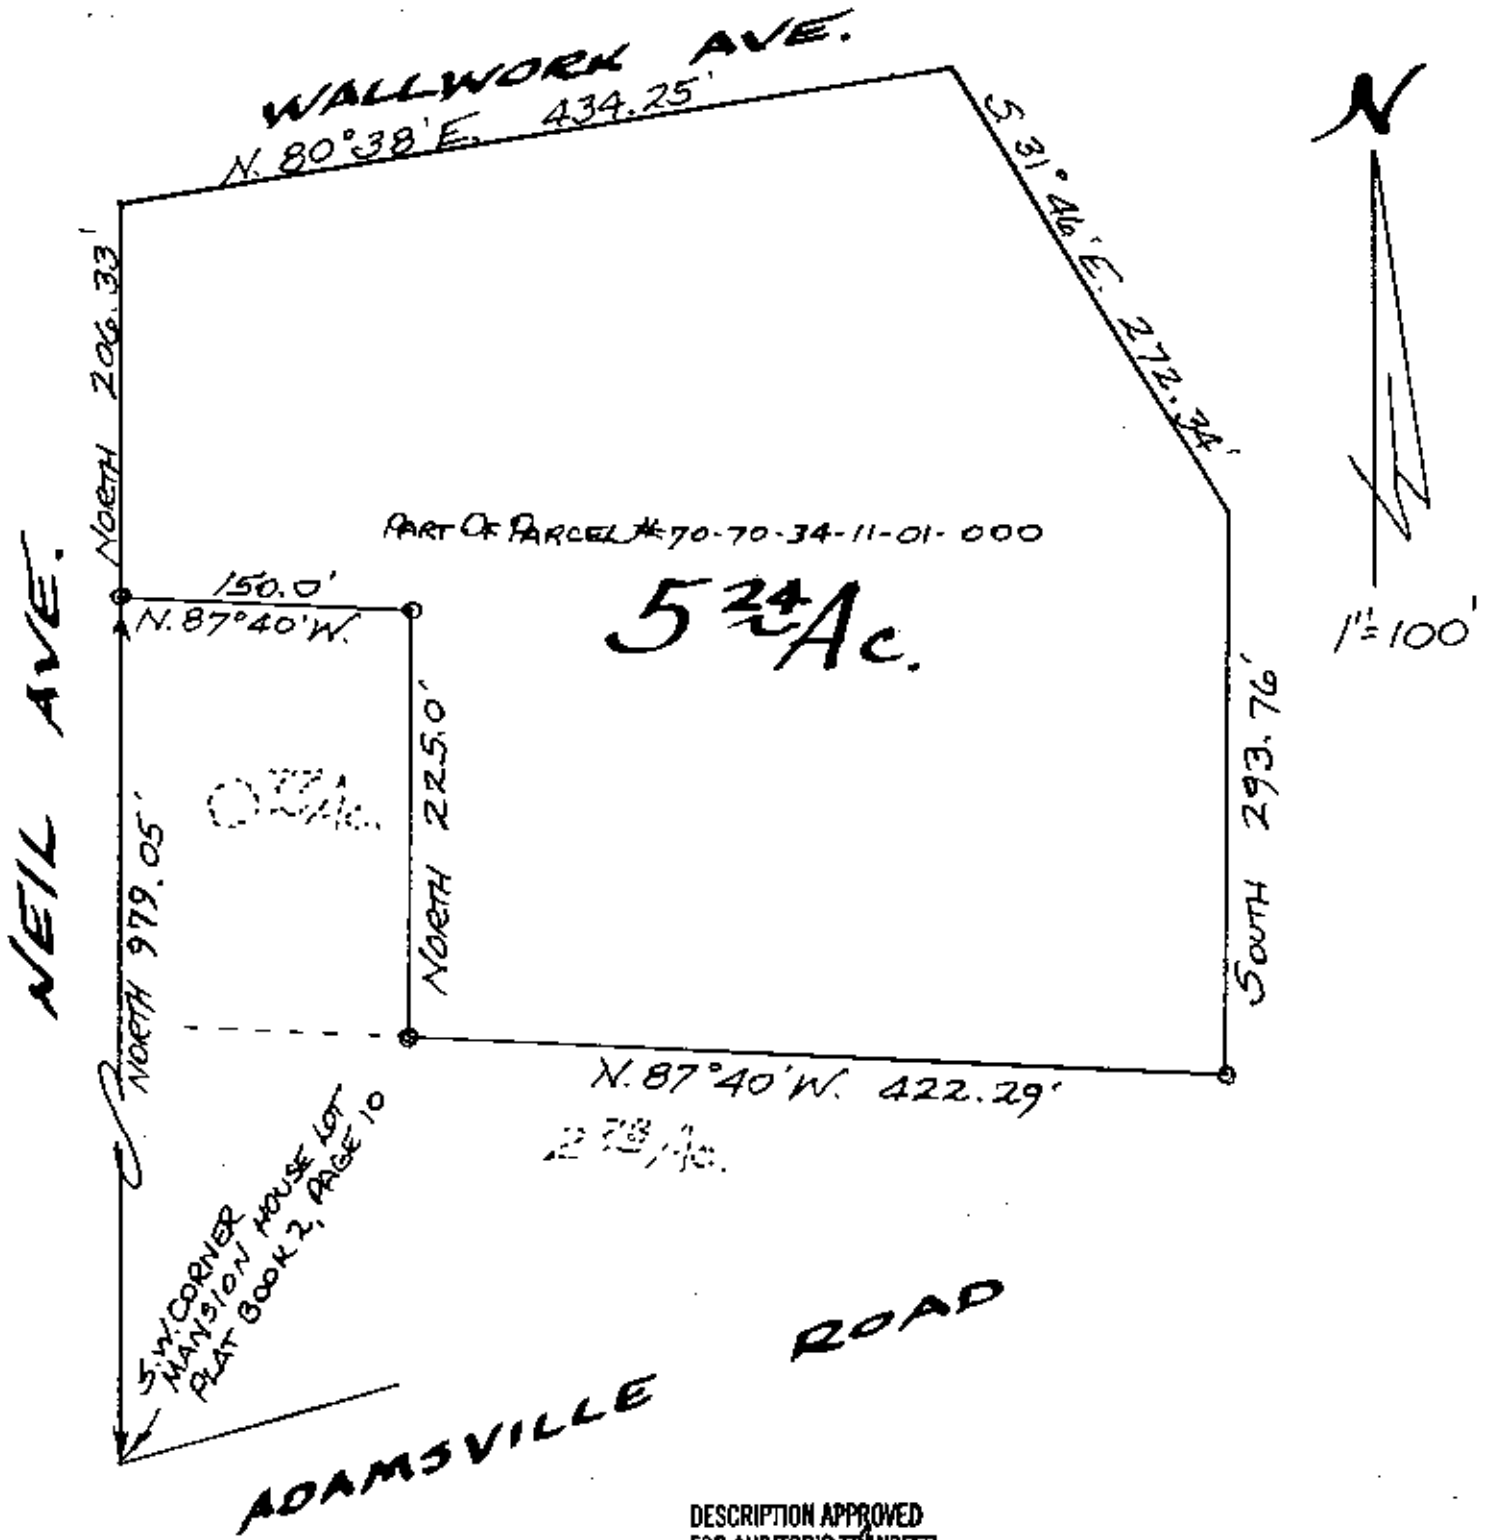 WALLWORK AVE.
N. 80°38' E. 434.25'
N
S 31° 46' E. 272.34'
NORTH 206.33'
PART OF PARCEL # 70-70-34-11-01-000
5 24 Ac.
1"=100'
150.0'
N. 87°40' W.
NEIL AVE.
NORTH 225.0'
SOUTH 293.76'
NORTH 979.05'
N. 87°40' W. 422.29'
2 78 Ac.
S.W. CORNER
MANSION HOUSE LOT
PLAT BOOK 2, PAGE 10
ADAMSVILLE ROAD
DESCRIPTION APPROVED